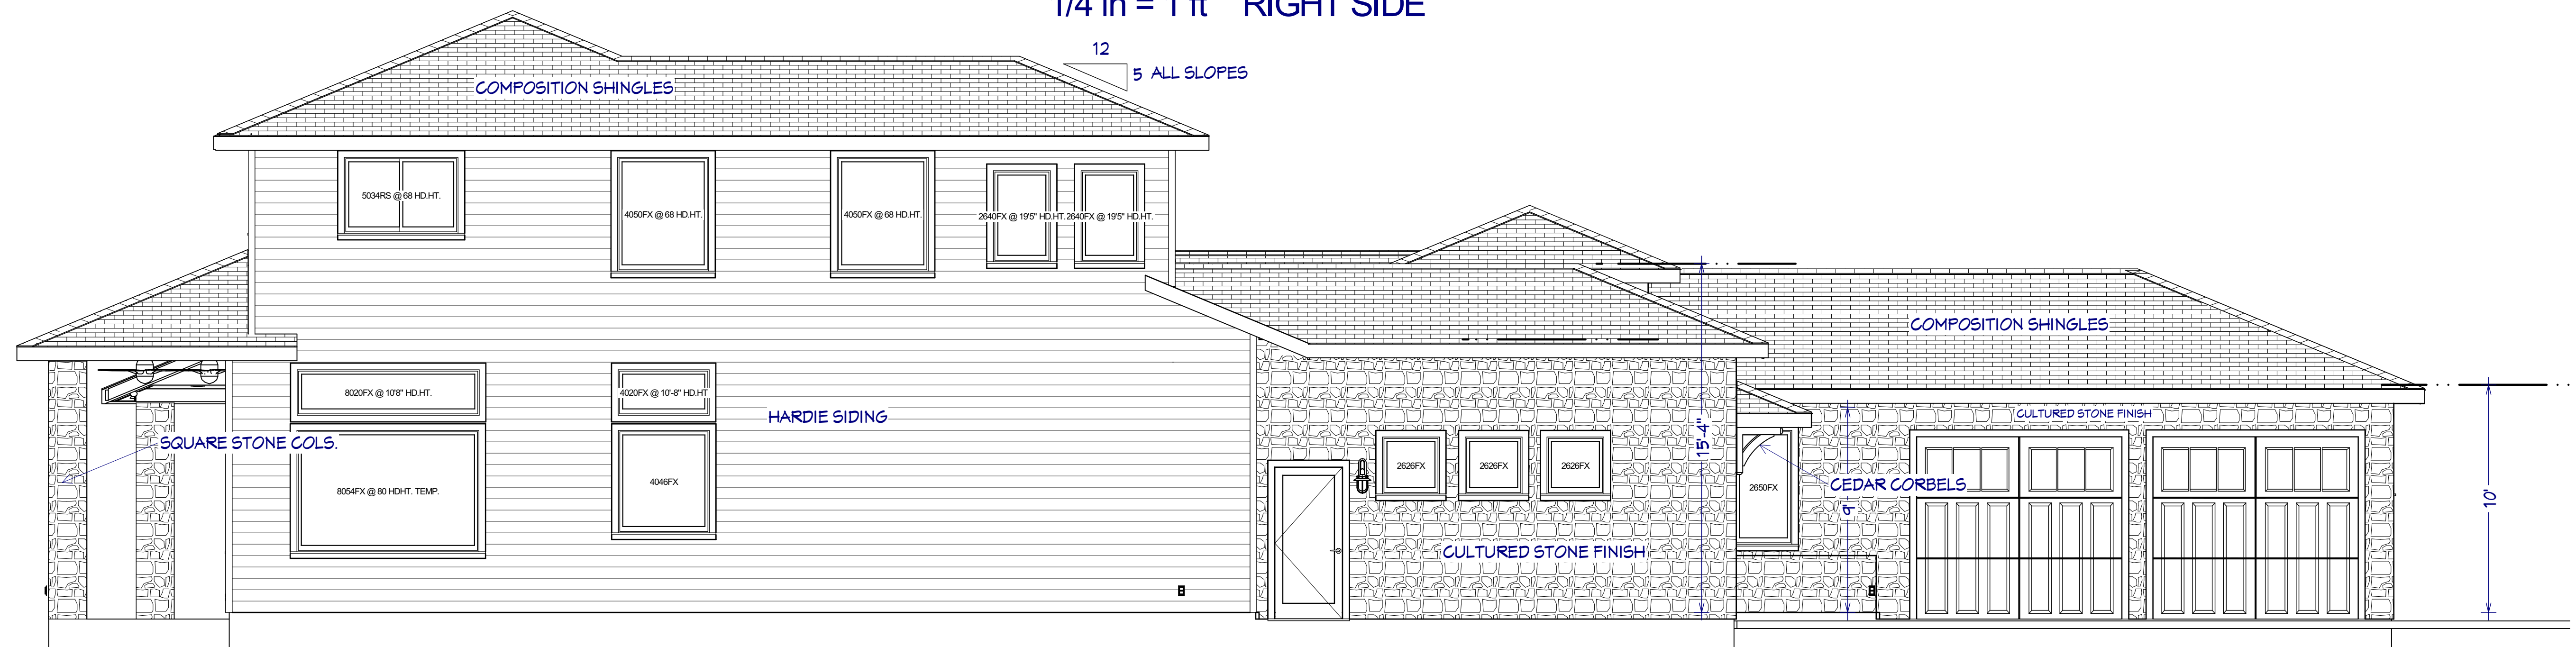 1/4 in = 1 ft RIGHT SIDE
12
5 ALL SLOPES
COMPOSITION SHINGLES
5034RS @ 68 HD.HT.
4050FX @ 68 HD.HT.
4050FX @ 68 HD.HT.
2640FX @ 19'5" HD.HT.
2640FX @ 19'5" HD.HT.
COMPOSITION SHINGLES
8020FX @ 10'8" HD.HT.
4020FX @ 10'-8" HD.HT
HARDIE SIDING
CULTURED STONE FINISH
SQUARE STONE COLS.
15'-4"
2626FX
2626FX
2626FX
4046FX
8054FX @ 80 HDHT. TEMP.
2650FX
CEDAR CORBELS
9'
10'
CULTURED STONE FINISH